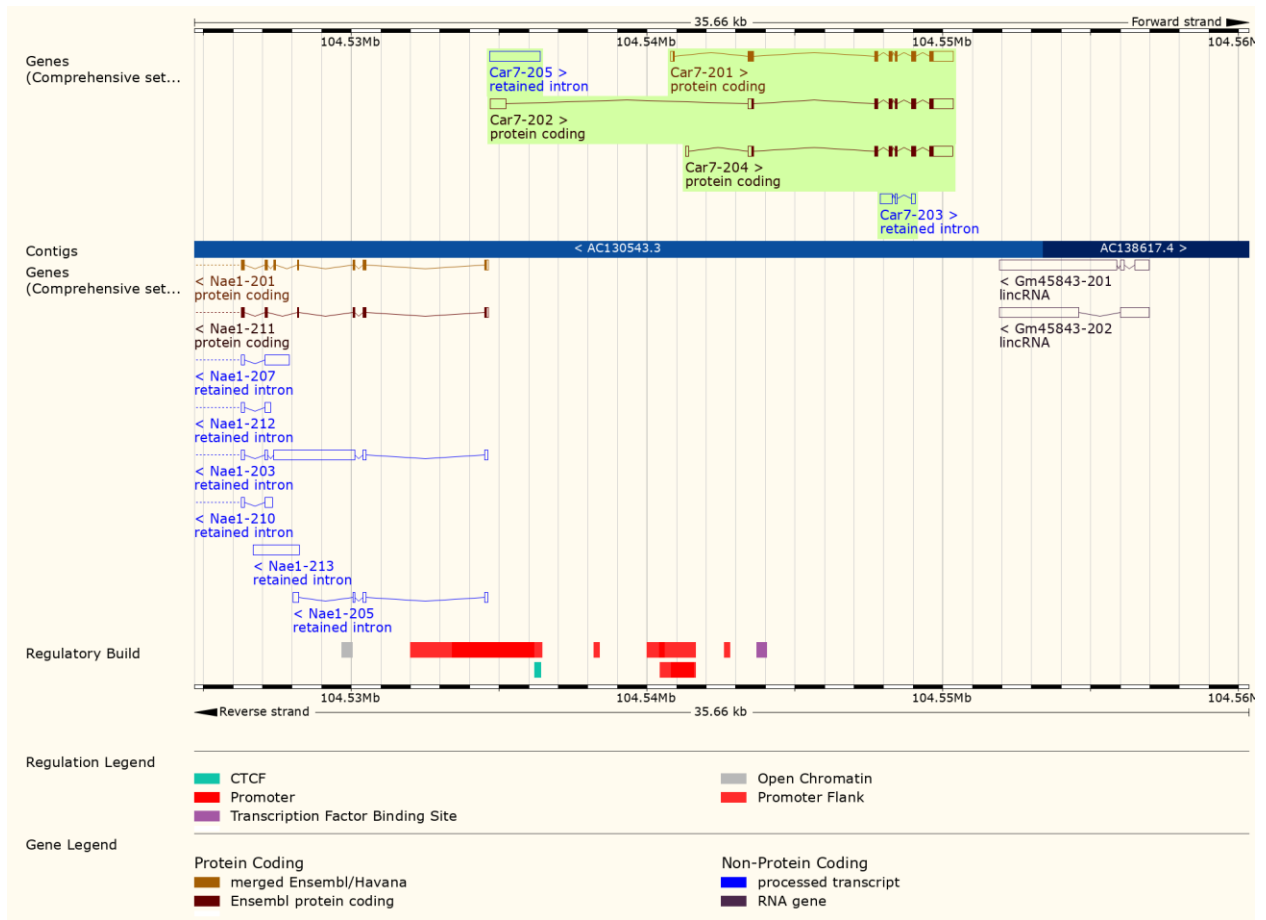 35.66 kb
Forward strand
104.53Mb 104.54Mb 104.55Mb 104.56M
Genes
(Comprehensive set...
Car7-205 >
retained intron
Car7-201 >
protein coding
Car7-202 >
protein coding
Car7-204 >
protein coding
Car7-203 >
retained intron
Contigs
< AC130543.3
AC138617.4 >
Genes
(Comprehensive set...
< Nae1-201
protein coding
< Gm45843-201
lincRNA
< Nae1-211
protein coding
< Gm45843-202
lincRNA
< Nae1-207
retained intron
< Nae1-212
retained intron
< Nae1-203
retained intron
< Nae1-210
retained intron
< Nae1-213
retained intron
< Nae1-205
retained intron
Regulatory Build
104.53Mb 104.54Mb 104.55Mb 104.56M
Reverse strand
35.66 kb
Regulation Legend
CTCF
Open Chromatin
Promoter
Promoter Flank
Transcription Factor Binding Site
Gene Legend
Protein Coding
Non-Protein Coding
merged Ensembl/Havana
processed transcript
Ensembl protein coding
RNA gene